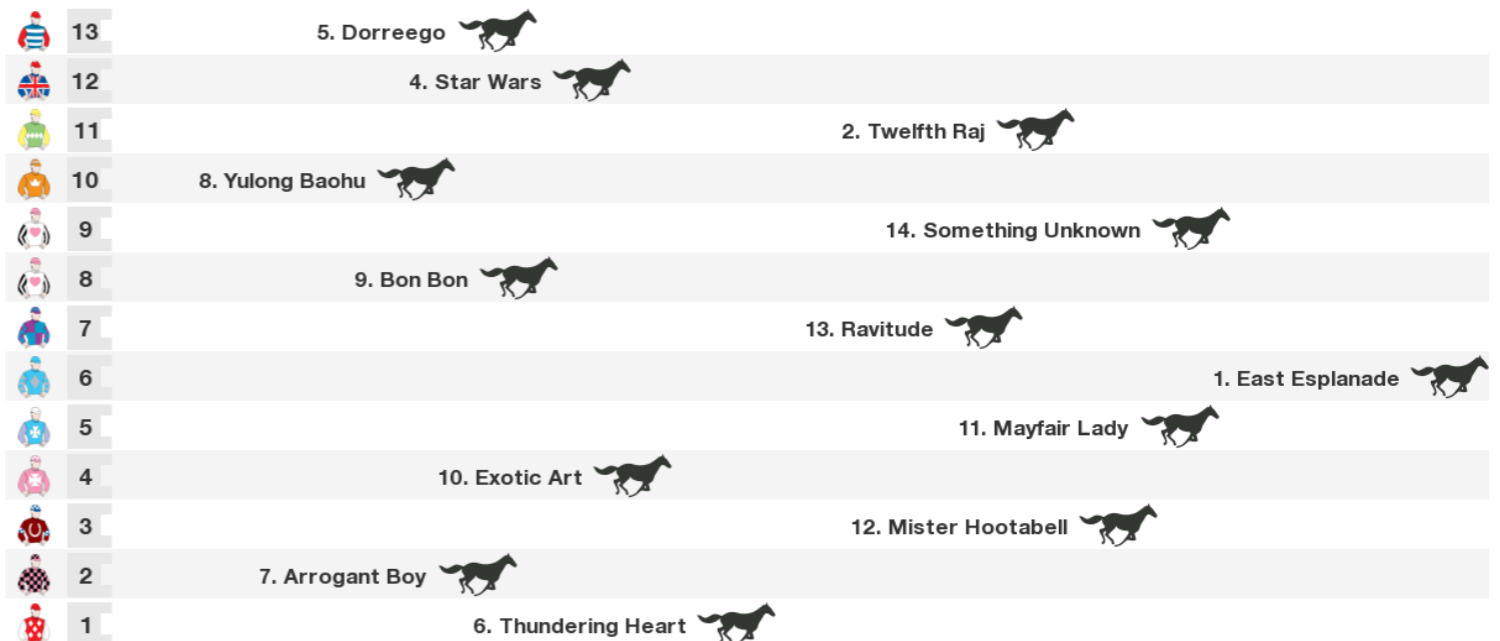 13 5. Dorreego
12 4. Star Wars
11 2. Twelfth Raj
10 8. Yulong Baohu
9 14. Something Unknown
8 9. Bon Bon
7 13. Ravitude
6 1. East Esplanade
5 11. Mayfair Lady
4 10. Exotic Art
3 12. Mister Hootabell
2 7. Arrogant Boy
1 6. Thundering Heart